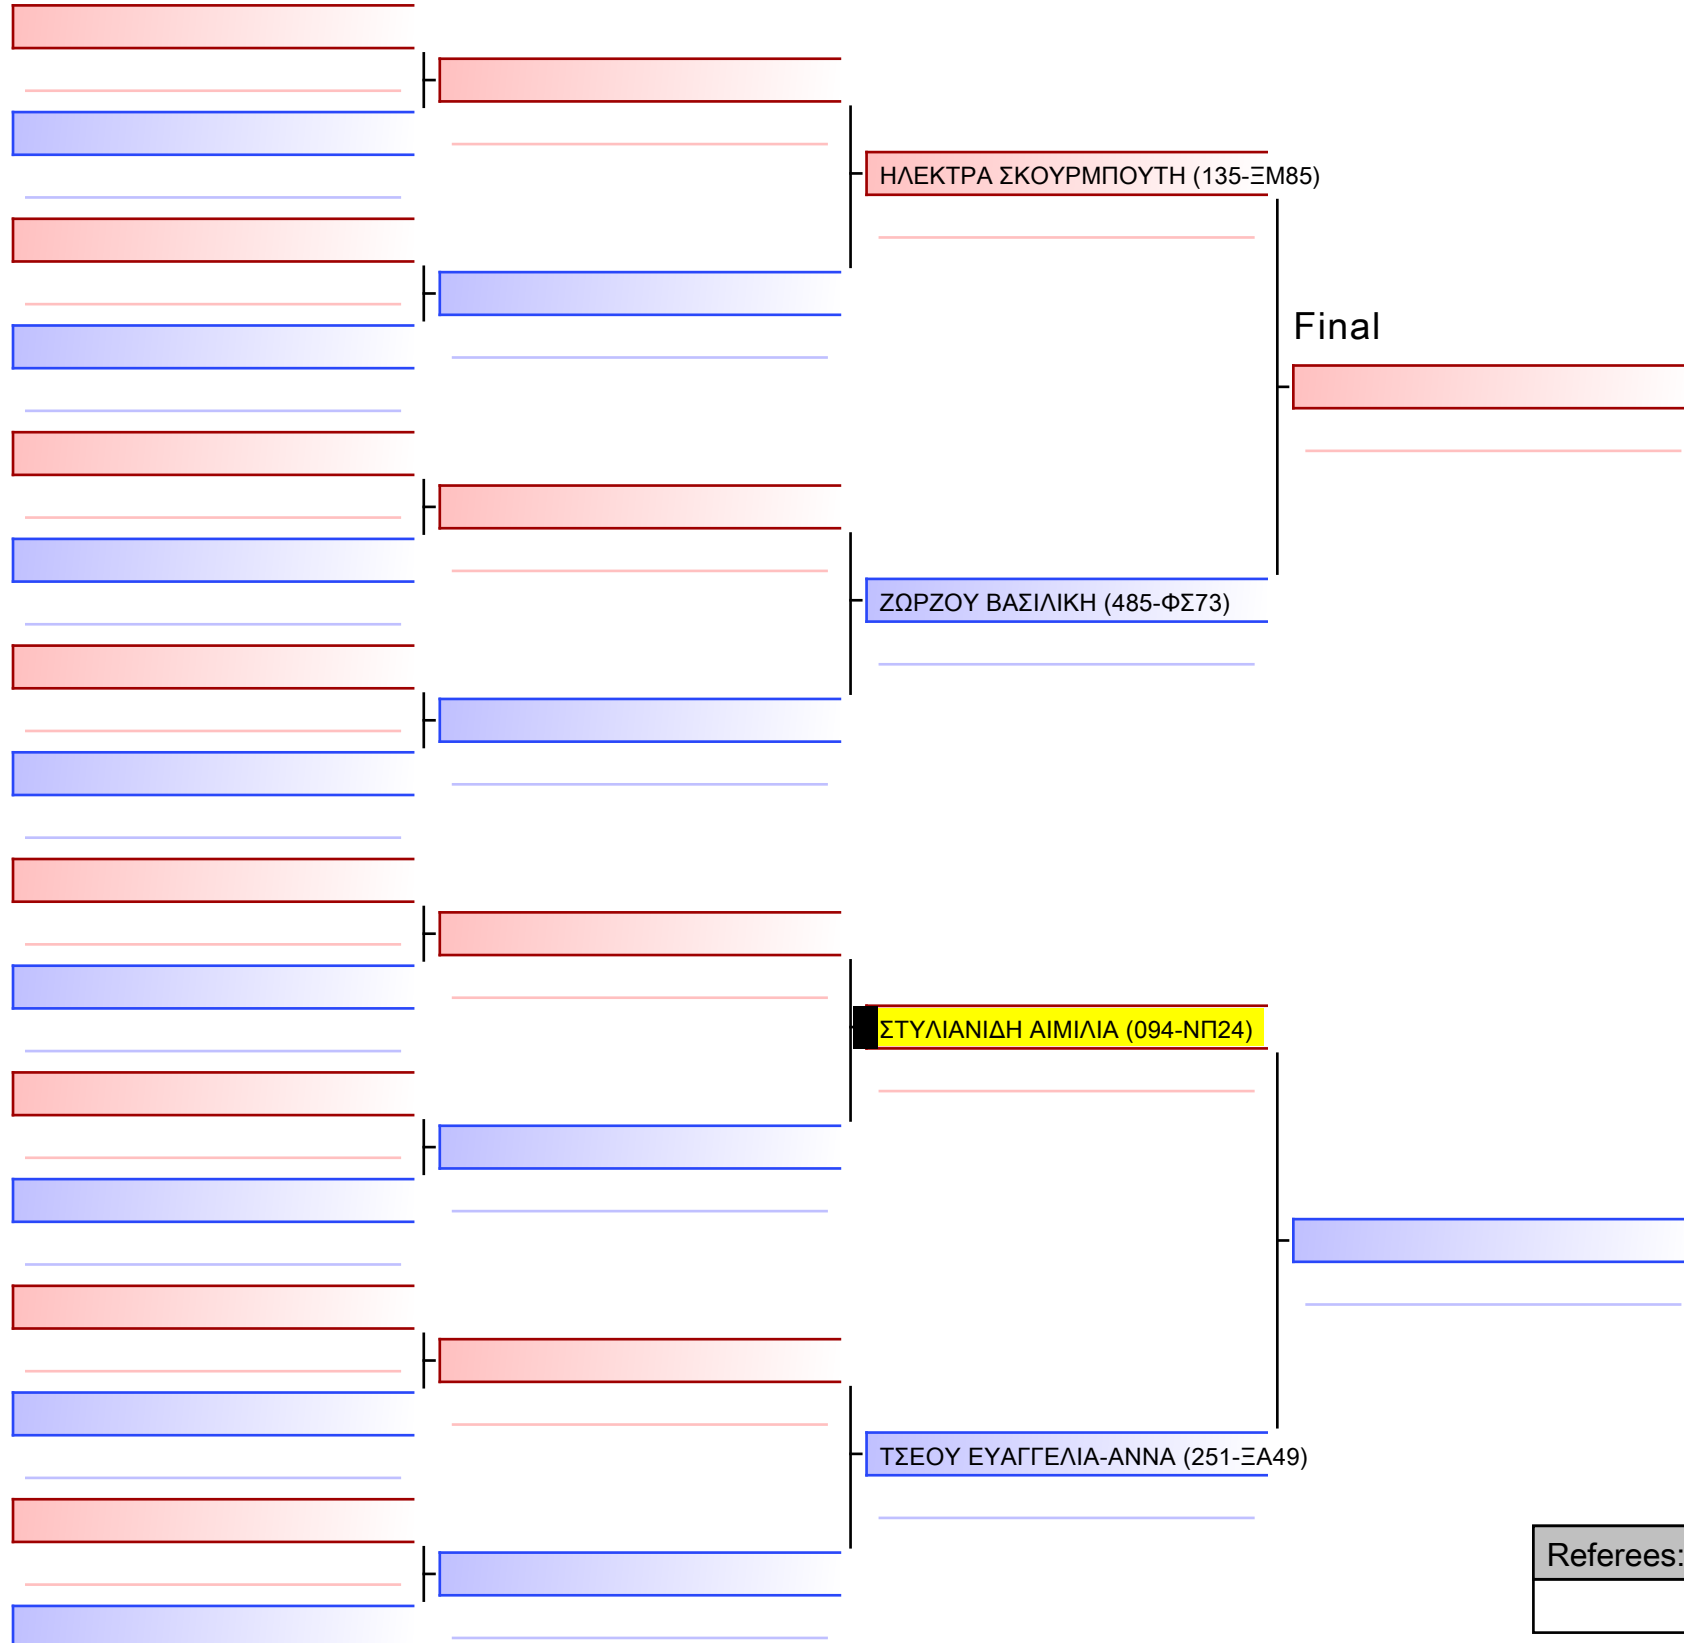 ΗΛΕΚΤΡΑ ΣΚΟΥΡΜΠΟΥΤΗ (135-ΞΜ85)
Final
ΖΩΡΖΟΥ ΒΑΣΙΛΙΚΗ (485-ΦΣ73)
ΣΤΥΛΙΑΝΙΔΗ ΑΙΜΙΛΙΑ (094-ΝΠ24)
ΤΣΕΟΥ ΕΥΑΓΓΕΛΙΑ-ΑΝΝΑ (251-ΞΑ49)
Referees: